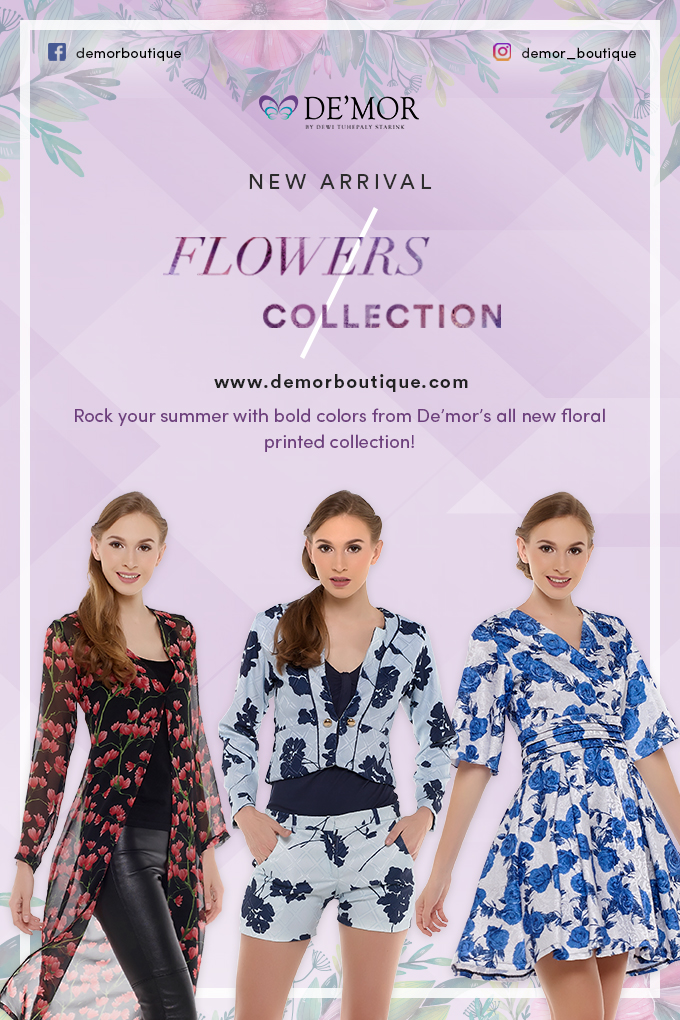 demorboutique
demor_boutique
DE'MOR
BY DEWI TUHEPALY STARINK
NEW ARRIVAL
FLOWERS
COLLECTION
www.demorboutique.com
Rock your summer with bold colors from De'mor's all new floral
printed collection!